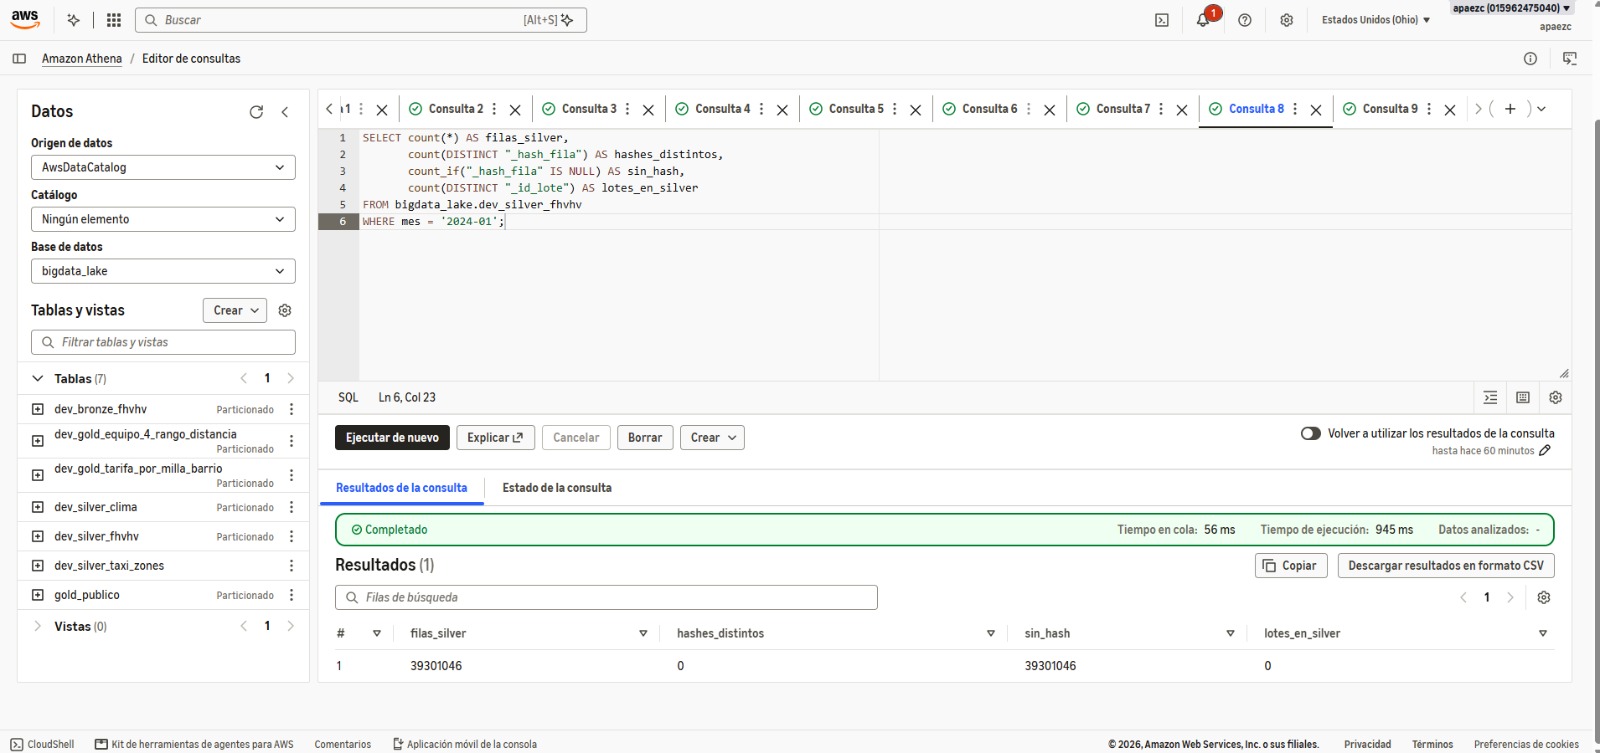 aws
Buscar
[Alt+S]
1
Estados Unidos (Ohio)
apaezc (015962475040)
apaezc
Amazon Athena / Editor de consultas
Datos
Origen de datos
AwsDataCatalog
Catálogo
Ningún elemento
Base de datos
bigdata_lake
Tablas y vistas
Crear
Filtrar tablas y vistas
Tablas (7)
1
dev_bronze_fhvhv Particionado
dev_gold_equipo_4_rango_distancia
Particionado
dev_gold_tarifa_por_milla_barrio
Particionado
dev_silver_clima Particionado
dev_silver_fhvhv Particionado
dev_silver_taxi_zones
gold_publico Particionado
Vistas (0)
1
1 Consulta 2 Consulta 3 Consulta 4 Consulta 5 Consulta 6 Consulta 7 Consulta 8 Consulta 9
1 SELECT count(*) AS filas_silver,
2 count(DISTINCT "_hash_fila") AS hashes_distintos,
3 count_if("_hash_fila" IS NULL) AS sin_hash,
4 count(DISTINCT "_id_lote") AS lotes_en_silver
5 FROM bigdata_lake.dev_silver_fhvhv
6 WHERE mes = '2024-01';
SQL Ln 6, Col 23
Ejecutar de nuevo Explicar Cancelar Borrar Crear
Volver a utilizar los resultados de la consulta
hasta hace 60 minutos
Resultados de la consulta Estado de la consulta
Completado Tiempo en cola: 56 ms Tiempo de ejecución: 945 ms Datos analizados: -
Resultados (1)
Copiar Descargar resultados en formato CSV
Filas de búsqueda
1
# filas_silver hashes_distintos sin_hash lotes_en_silver
1 39301046 0 39301046 0
CloudShell Kit de herramientas de agentes para AWS Comentarios Aplicación móvil de la consola
© 2026, Amazon Web Services, Inc. o sus filiales. Privacidad Términos Preferencias de cookies